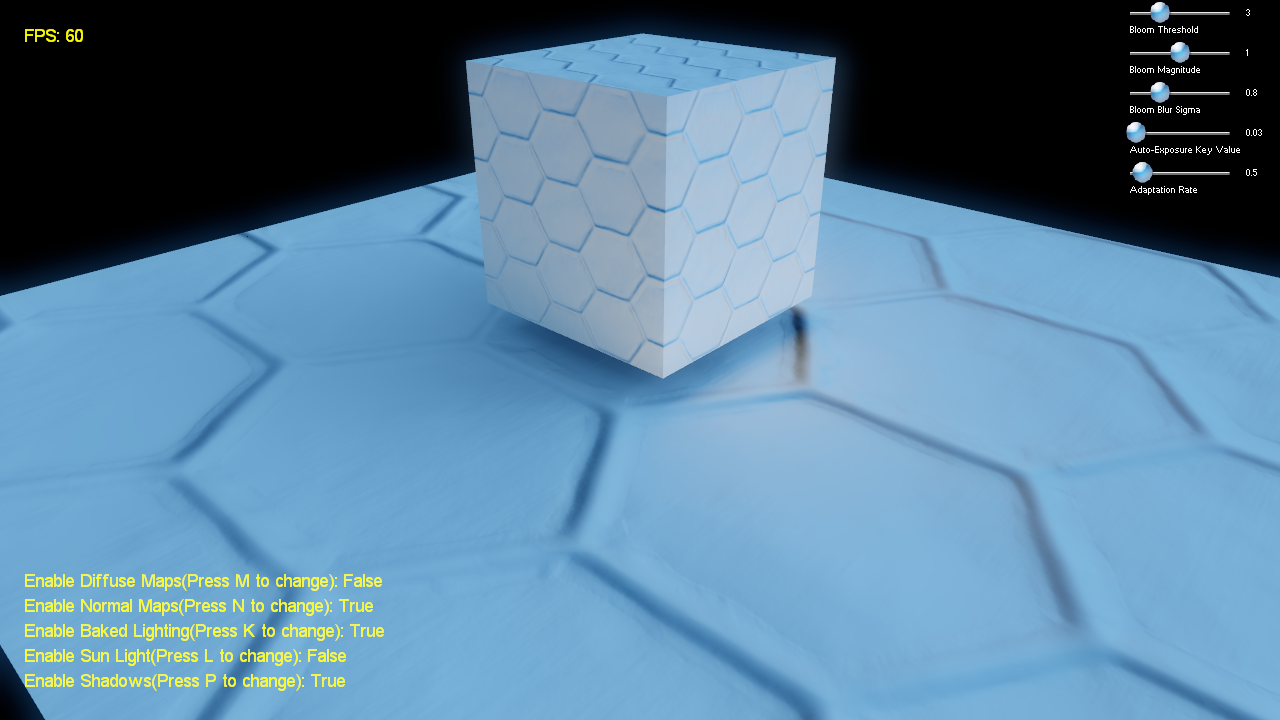 FPS: 60
3
Bloom Threshold
1
Bloom Magnitude
0.8
Bloom Blur Sigma
0.03
Auto-Exposure Key Value
0.5
Adaptation Rate
Enable Diffuse Maps(Press M to change): False
Enable Normal Maps(Press N to change): True
Enable Baked Lighting(Press K to change): True
Enable Sun Light(Press L to change): False
Enable Shadows(Press P to change): True